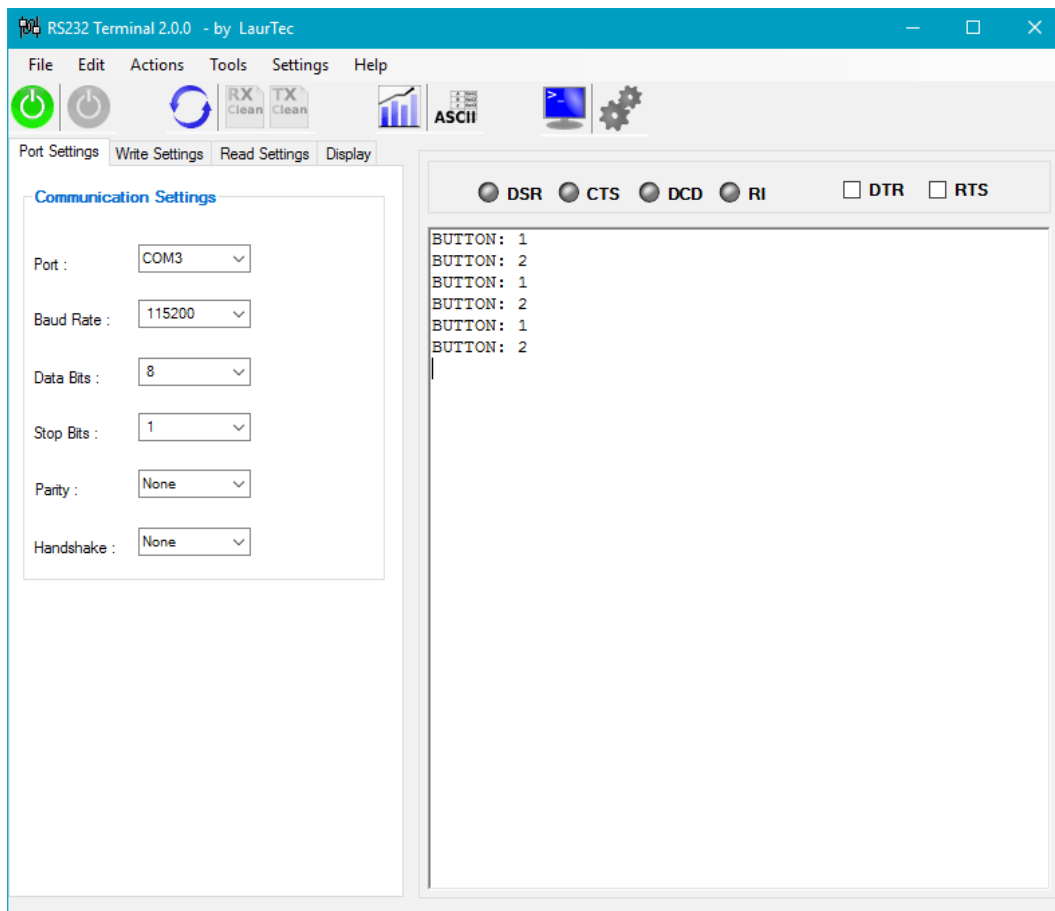 RS232 Terminal 2.0.0 - by LaurTec
File Edit Actions Tools Settings Help
RX Clean TX Clean ASCII >_
Port Settings Write Settings Read Settings Display
Communication Settings
Port : COM3
Baud Rate : 115200
Data Bits : 8
Stop Bits : 1
Parity : None
Handshake : None
DSR CTS DCD RI DTR RTS
BUTTON: 1
BUTTON: 2
BUTTON: 1
BUTTON: 2
BUTTON: 1
BUTTON: 2